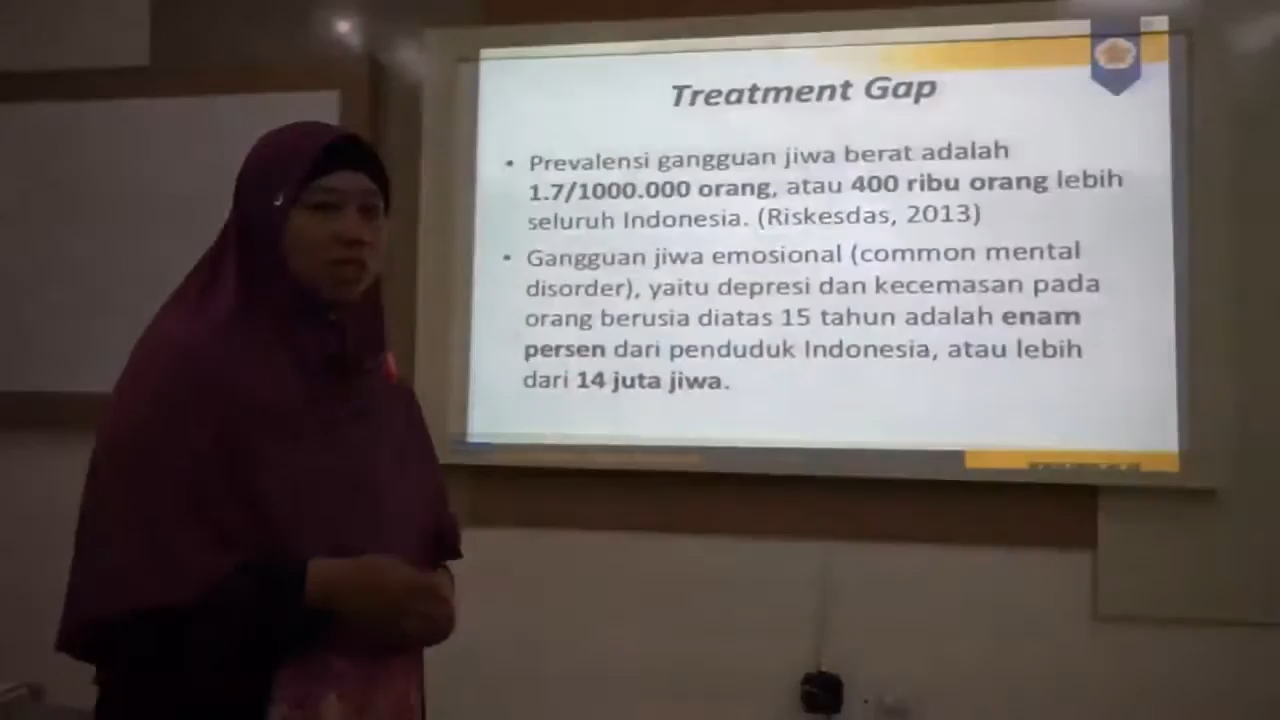 Treatment Gap
• Prevalensi gangguan jiwa berat adalah
1.7/1000.000 orang, atau 400 ribu orang lebih
seluruh Indonesia. (Riskesdas, 2013)
• Gangguan jiwa emosional (common mental
disorder), yaitu depresi dan kecemasan pada
orang berusia diatas 15 tahun adalah enam
persen dari penduduk Indonesia, atau lebih
dari 14 juta jiwa.